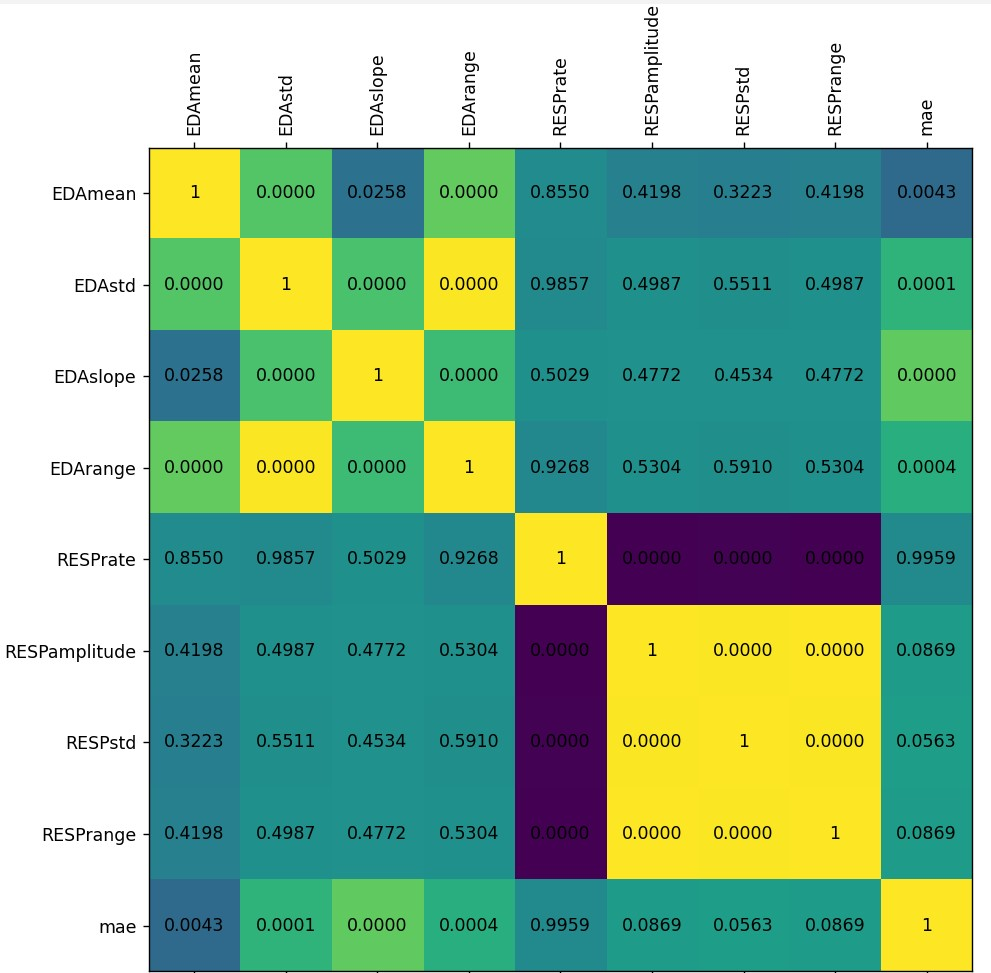 EDAmean EDAstd EDAslope EDArange RESPrate RESPamplitude RESPstd RESPrange mae
EDAmean 1 0.0000 0.0258 0.0000 0.8550 0.4198 0.3223 0.4198 0.0043
EDAstd 0.0000 1 0.0000 0.0000 0.9857 0.4987 0.5511 0.4987 0.0001
EDAslope 0.0258 0.0000 1 0.0000 0.5029 0.4772 0.4534 0.4772 0.0000
EDArange 0.0000 0.0000 0.0000 1 0.9268 0.5304 0.5910 0.5304 0.0004
RESPrate 0.8550 0.9857 0.5029 0.9268 1 0.0000 0.0000 0.0000 0.9959
RESPamplitude 0.4198 0.4987 0.4772 0.5304 0.0000 1 0.0000 0.0000 0.0869
RESPstd 0.3223 0.5511 0.4534 0.5910 0.0000 0.0000 1 0.0000 0.0563
RESPrange 0.4198 0.4987 0.4772 0.5304 0.0000 0.0000 0.0000 1 0.0869
mae 0.0043 0.0001 0.0000 0.0004 0.9959 0.0869 0.0563 0.0869 1